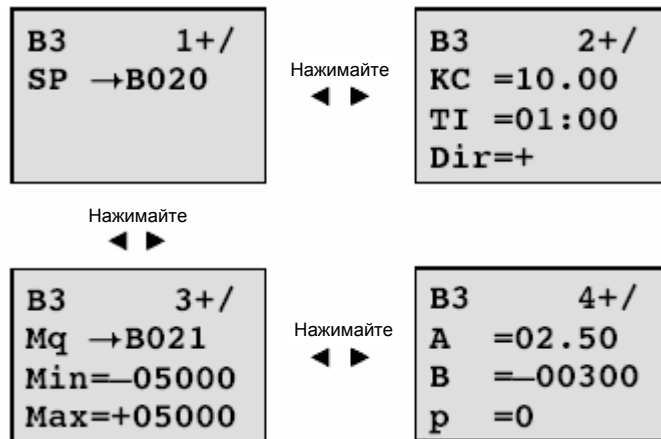 B3 1+/
SP →B020
Нажимайте
◄ ►
B3 2+/
KC =10.00
TI =01:00
Dir=+
Нажимайте
◄ ►
B3 3+/
Mq →B021
Min=–05000
Max=+05000
Нажимайте
◄ ►
B3 4+/
A =02.50
B =–00300
p =0